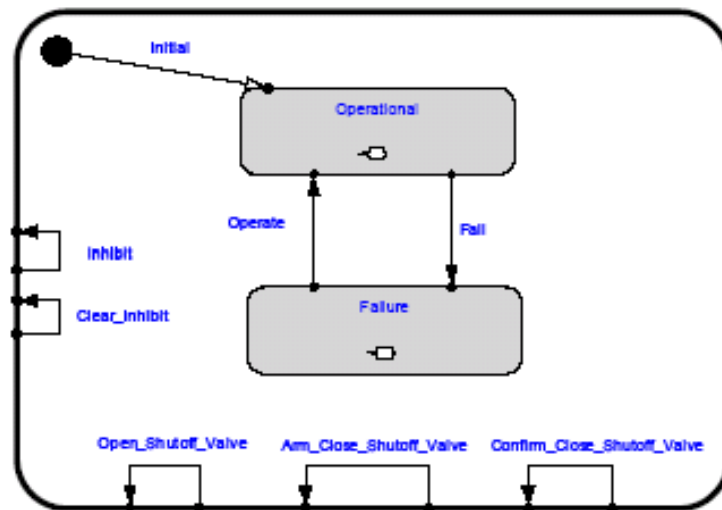 Initial
Operational
Operate
Fail
Inhibit
Failure
Clear_Inhibit
Open_Shutoff_Valve Arm_Close_Shutoff_Valve Confirm_Close_Shutoff_Valve